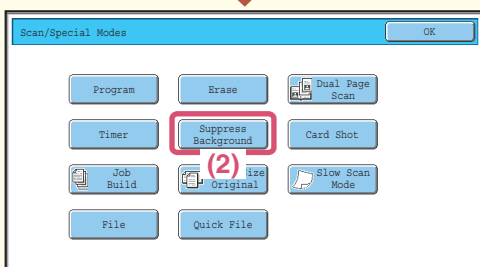 Scan/Special Modes OK
Program Erase Dual Page
Scan
Timer Suppress
Background Card Shot
(2)
Job
Build ize
Original Slow Scan
Mode
File Quick File